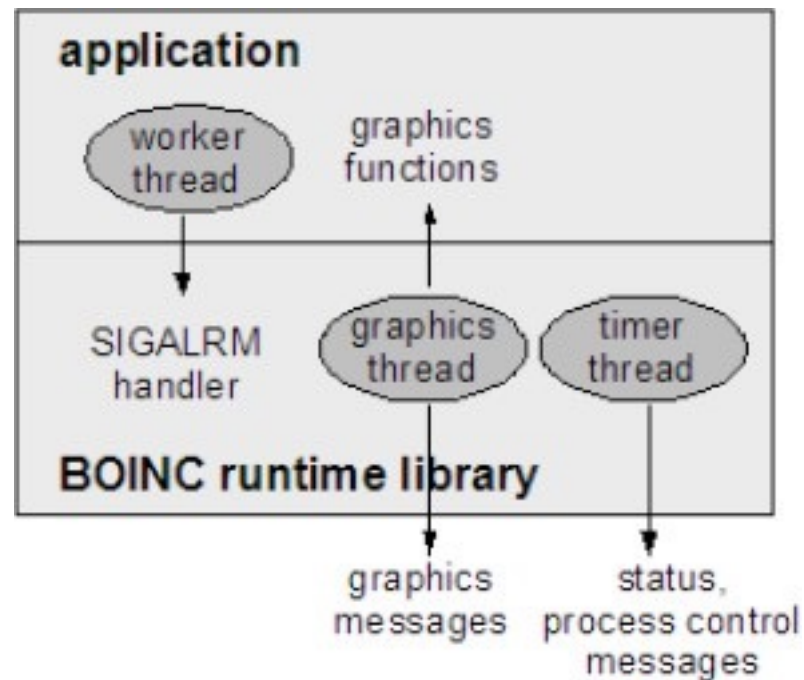 application
worker
thread
graphics
functions
SIGALRM
handler
graphics
thread
timer
thread
BOINC runtime library
graphics
messages
status,
process control
messages